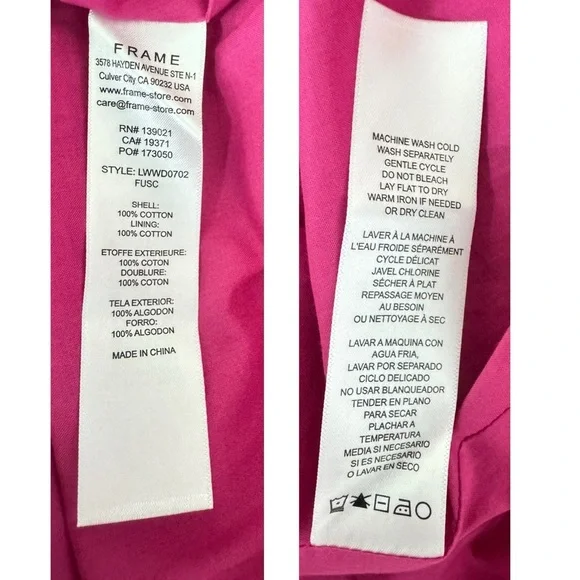 FRAME
3578 HAYDEN AVENUE STE N-1
Culver City CA 90232 USA
www.frame-store.com
care@frame-store.com
RN# 139021
CA# 19371
PO# 173050
STYLE: LWWD0702
FUSC
SHELL:
100% COTTON
LINING:
100% COTTON
ETOFFE EXTERIEURE:
100% COTON
DOUBLURE:
100% COTON
TELA EXTERIOR:
100% ALGODON
FORRO:
100% ALGODON
MADE IN CHINA
MACHINE WASH COLD
WASH SEPARATELY
GENTLE CYCLE
DO NOT BLEACH
LAY FLAT TO DRY
WARM IRON IF NEEDED
OR DRY CLEAN
LAVER À LA MACHINE À
L'EAU FROIDE SÉPARÉMENT
CYCLE DÉLICAT
JAVEL CHLORINE
SÉCHER À PLAT
REPASSAGE MOYEN
AU BESOIN
OU NETTOYAGE À SEC
LAVAR A MAQUINA CON
AGUA FRIA,
LAVAR POR SEPARADO
CICLO DELICADO
NO USAR BLANQUEADOR
TENDER EN PLANO
PARA SECAR
PLACHAR A
TEMPERATURA
MEDIA SI ES NECESARIO
SI ES NECESARIO
O LAVAR EN SECO